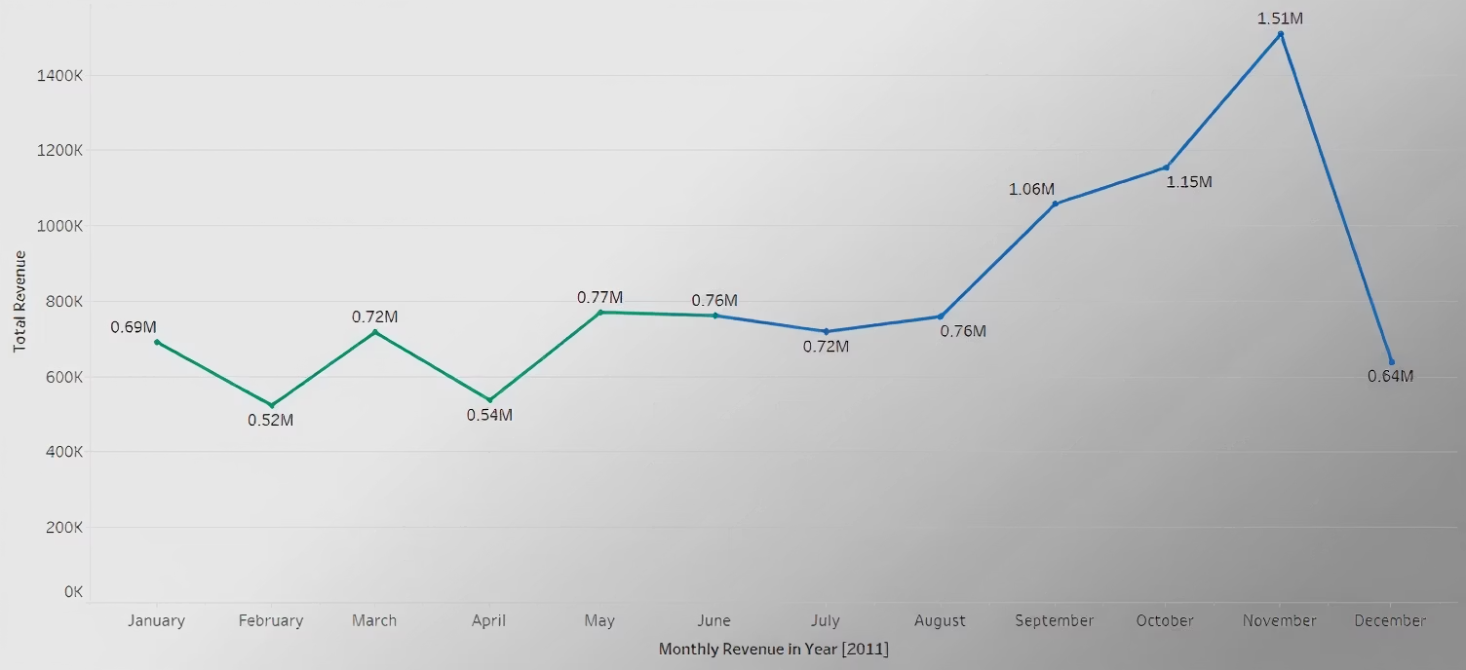 1.51M
1400K
1200K
1.06M
1.15M
1000K
Total Revenue
800K
0.69M
0.72M
0.77M
0.76M
0.72M
0.76M
600K
0.52M
0.54M
0.64M
400K
200K
0K
January February March April May June July August September October November December
Monthly Revenue in Year [2011]